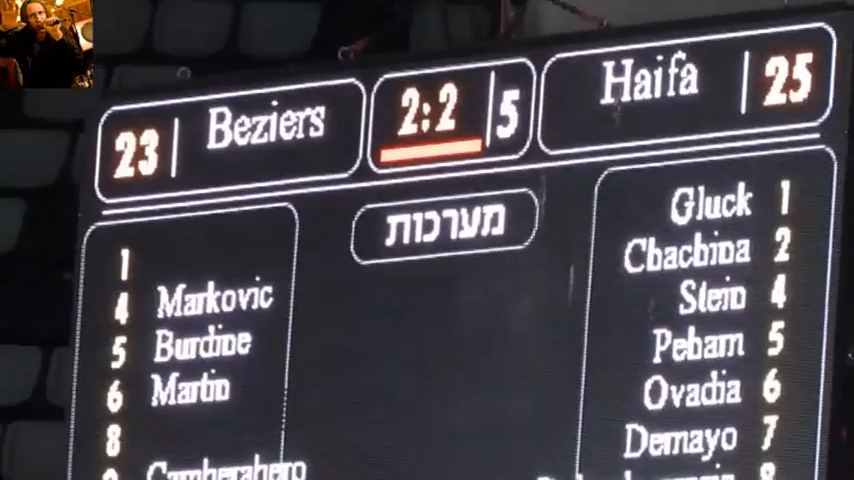 23 Beziers 2:2 5 Haifa 25
מערכות
1
4 Markovic
5 Burdine
6 Martin
8
Gluck 1
Chachina 2
Stein 4
Peham 5
Ovadia 6
Demayo 7
8